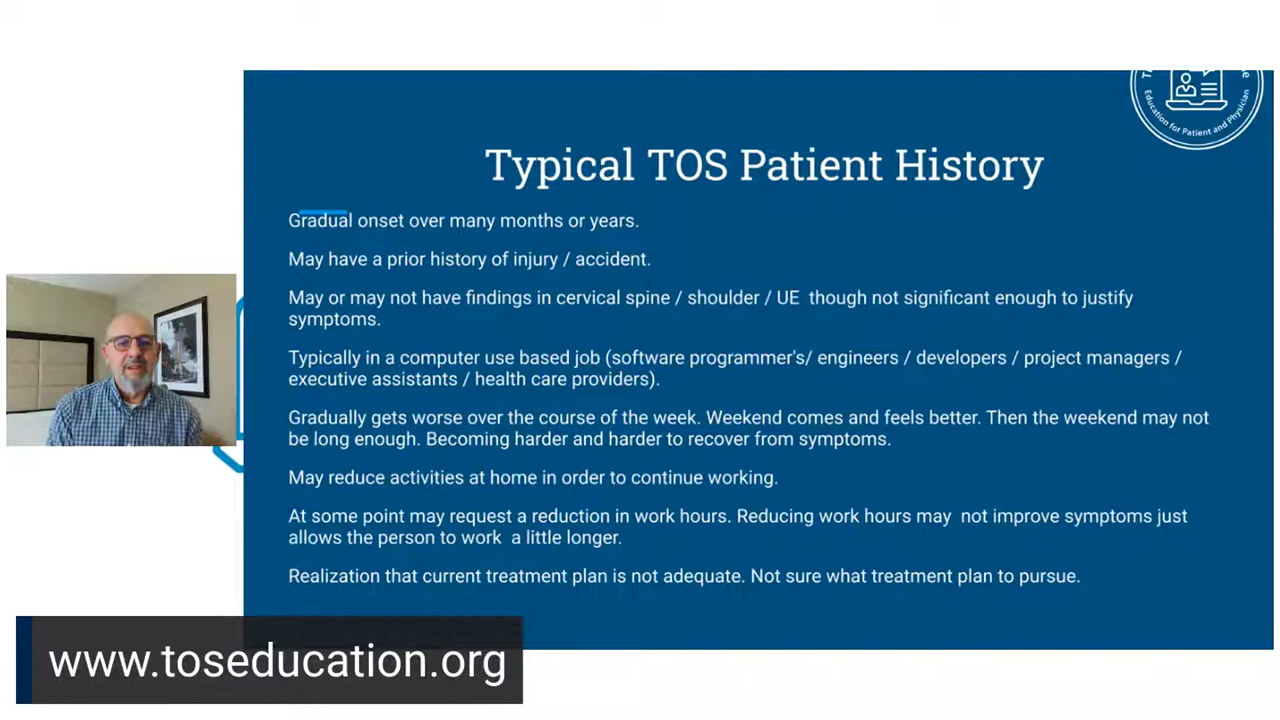 Education for Patient and Physician
Typical TOS Patient History
Gradual onset over many months or years.
May have a prior history of injury / accident.
May or may not have findings in cervical spine / shoulder / UE  though not significant enough to justify
symptoms.
Typically in a computer use based job (software programmer's/ engineers / developers / project managers /
executive assistants / health care providers).
Gradually gets worse over the course of the week. Weekend comes and feels better. Then the weekend may not
be long enough. Becoming harder and harder to recover from symptoms.
May reduce activities at home in order to continue working.
At some point may request a reduction in work hours. Reducing work hours may  not improve symptoms just
allows the person to work  a little longer.
Realization that current treatment plan is not adequate. Not sure what treatment plan to pursue.
www.toseducation.org